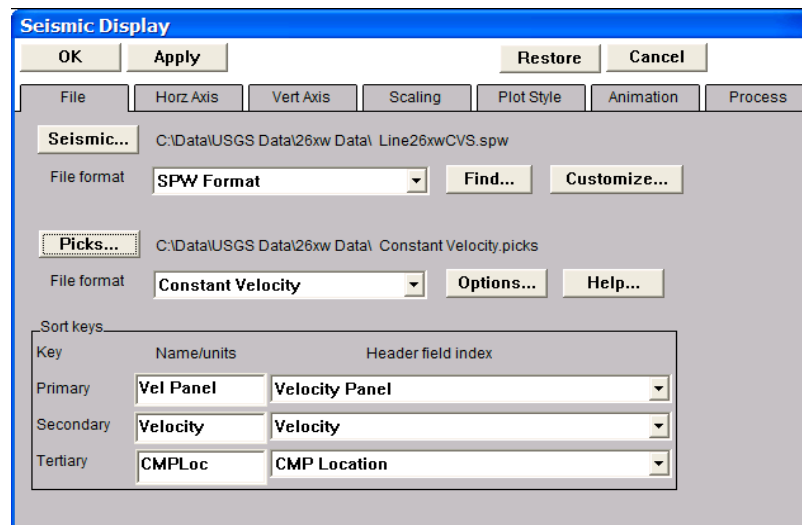 Seismic Display
OK Apply Restore Cancel
File Horz Axis Vert Axis Scaling Plot Style Animation Process
Seismic... C:\Data\USGS Data\26xw Data\ Line26xwCVS.spw
File format SPW Format Find... Customize...
Picks... C:\Data\USGS Data\26xw Data\ Constant Velocity.picks
File format Constant Velocity Options... Help...
Sort keys
Key Name/units Header field index
Primary Vel Panel Velocity Panel
Secondary Velocity Velocity
Tertiary CMPLoc CMP Location